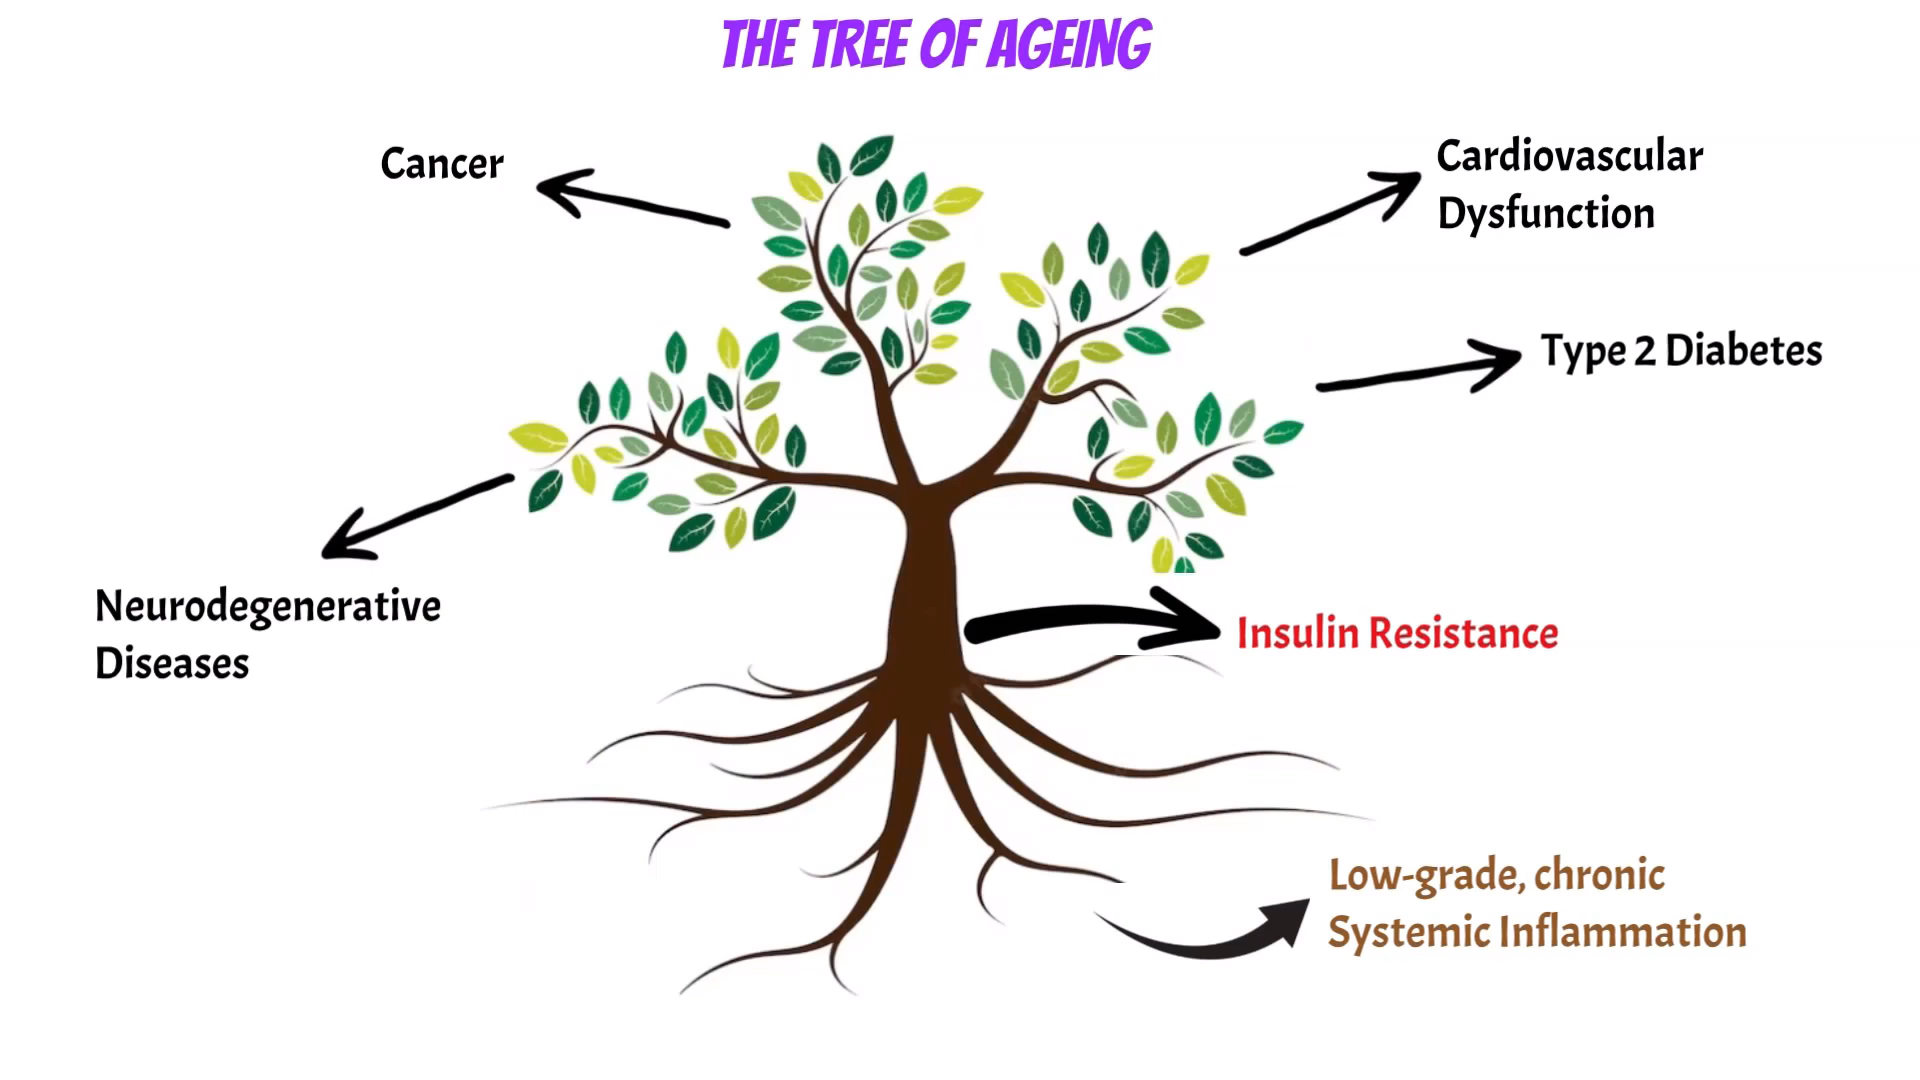 THE TREE OF AGEING
Cancer
Cardiovascular
Dysfunction
Type 2 Diabetes
Neurodegenerative
Diseases
Insulin Resistance
Low-grade, chronic
Systemic Inflammation